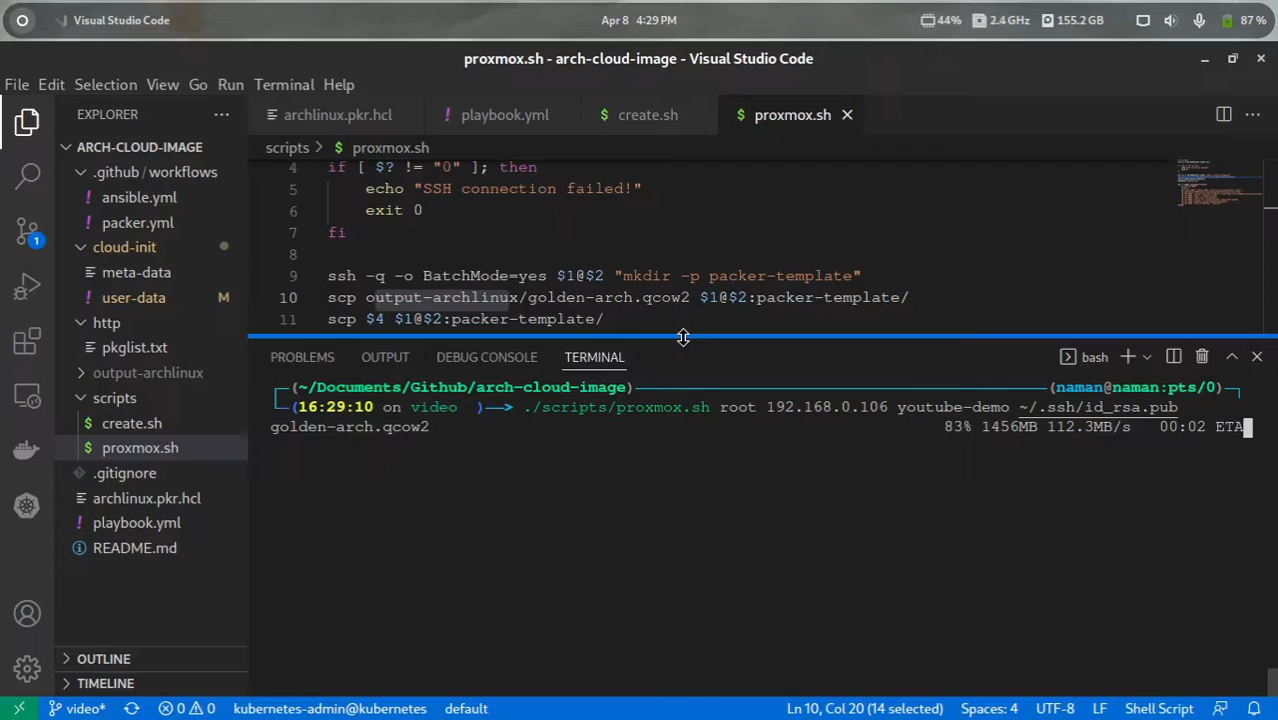 Visual Studio Code
Apr 8 4:29 PM
44% 2.4 GHz 155.2 GB 87 %
proxmox.sh - arch-cloud-image - Visual Studio Code
File Edit Selection View Go Run Terminal Help
EXPLORER
archlinux.pkr.hcl
! playbook.yml
$ create.sh
$ proxmox.sh
ARCH-CLOUD-IMAGE
scripts > $ proxmox.sh
.github / workflows
! ansible.yml
! packer.yml
cloud-init
meta-data
user-data M
http
pkglist.txt
output-archlinux
scripts
$ create.sh
$ proxmox.sh
.gitignore
archlinux.pkr.hcl
! playbook.yml
README.md
OUTLINE
TIMELINE
1
4 if [ $? != "0" ]; then
5 echo "SSH connection failed!"
6 exit 0
7 fi
8
9 ssh -q -o BatchMode=yes $1@$2 "mkdir -p packer-template"
10 scp output-archlinux/golden-arch.qcow2 $1@$2:packer-template/
11 scp $4 $1@$2:packer-template/
PROBLEMS OUTPUT DEBUG CONSOLE TERMINAL
bash
(~/Documents/Github/arch-cloud-image) (naman@naman:pts/0)
(16:29:10 on video )──> ./scripts/proxmox.sh root 192.168.0.106 youtube-demo ~/.ssh/id_rsa.pub
golden-arch.qcow2 83% 1456MB 112.3MB/s 00:02 ETA
video* 0 0 kubernetes-admin@kubernetes default
Ln 10, Col 20 (14 selected) Spaces: 4 UTF-8 LF Shell Script